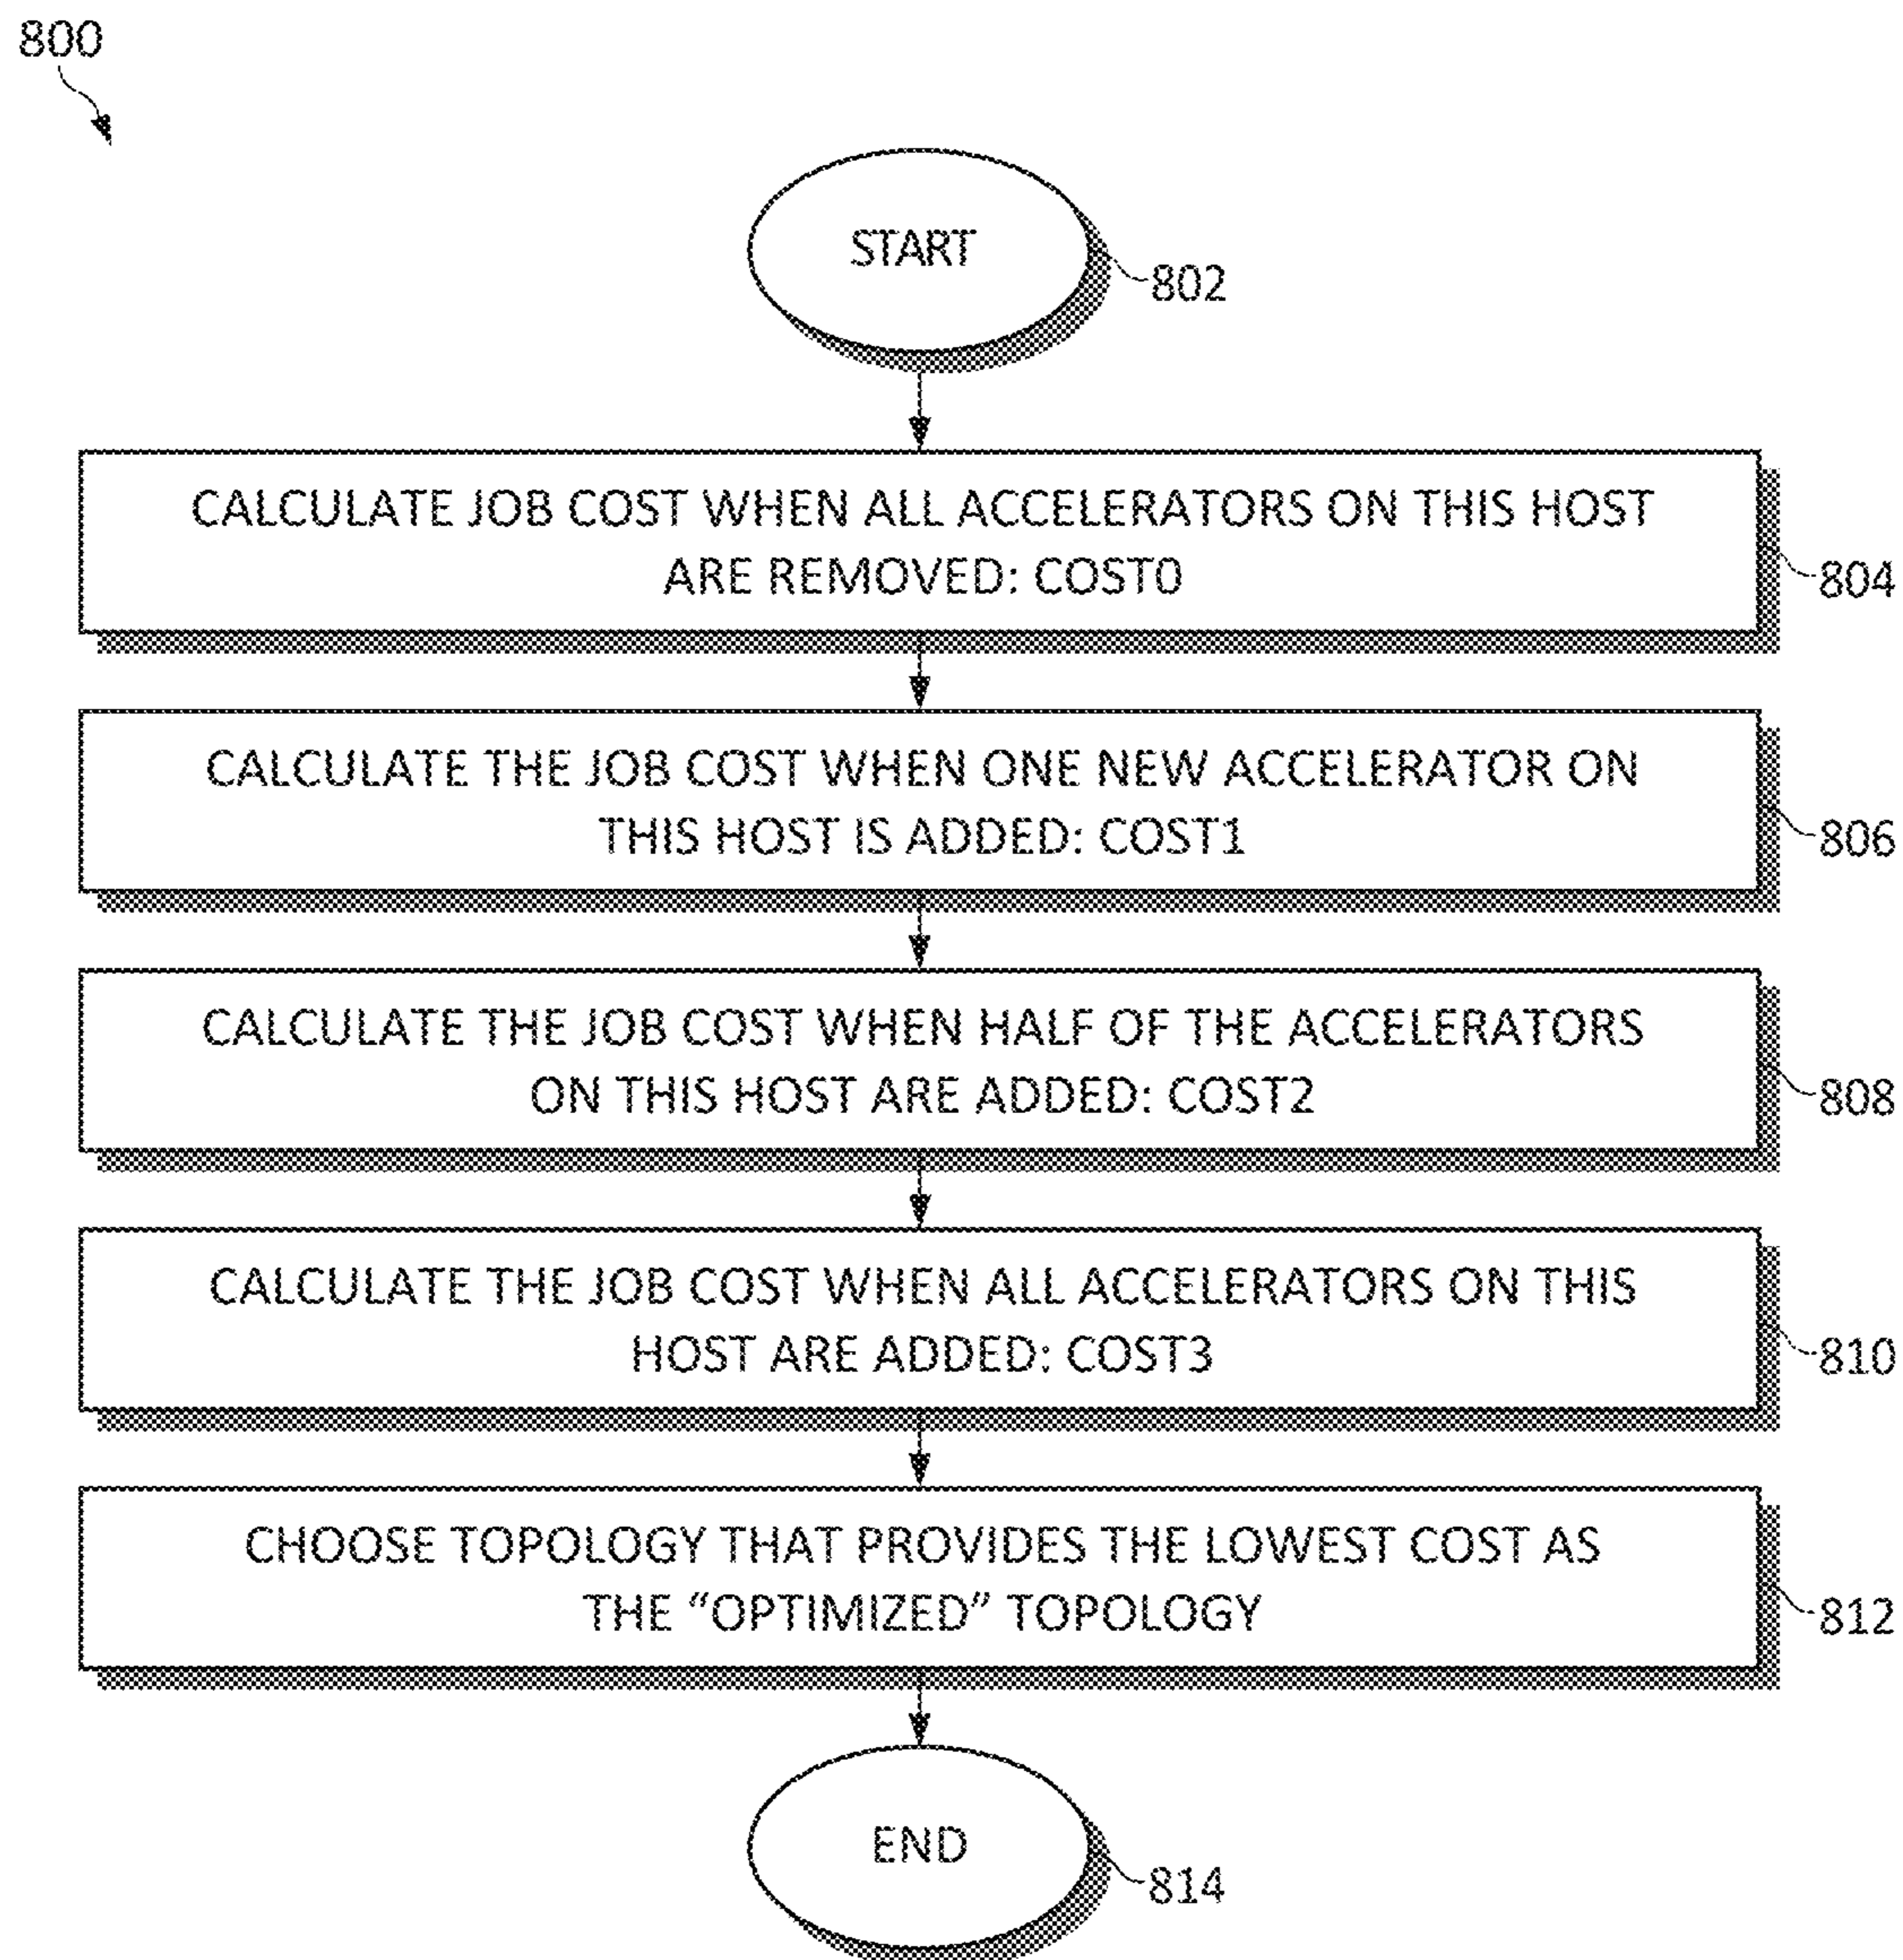 800
START
802
CALCULATE JOB COST WHEN ALL ACCELERATORS ON THIS HOST
ARE REMOVED: COST0
804
CALCULATE THE JOB COST WHEN ONE NEW ACCELERATOR ON
THIS HOST IS ADDED: COST1
806
CALCULATE THE JOB COST WHEN HALF OF THE ACCELERATORS
ON THIS HOST ARE ADDED: COST2
808
CALCULATE THE JOB COST WHEN ALL ACCELERATORS ON THIS
HOST ARE ADDED: COST3
810
CHOOSE TOPOLOGY THAT PROVIDES THE LOWEST COST AS
THE “OPTIMIZED” TOPOLOGY
812
END
814